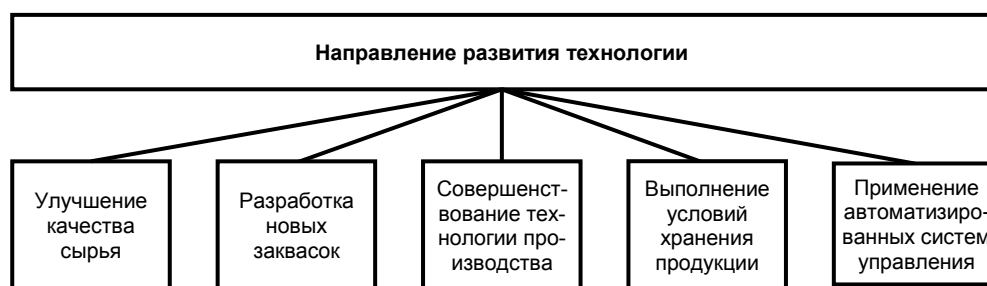 Направление развития технологии
Улучшение
качества
сырья
Разработка
новых
заквасок
Совершенст-
вование тех-
нологии про-
изводства
Выполнение
условий
хранения
продукции
Применение
автоматизиро-
ванных систем
управления